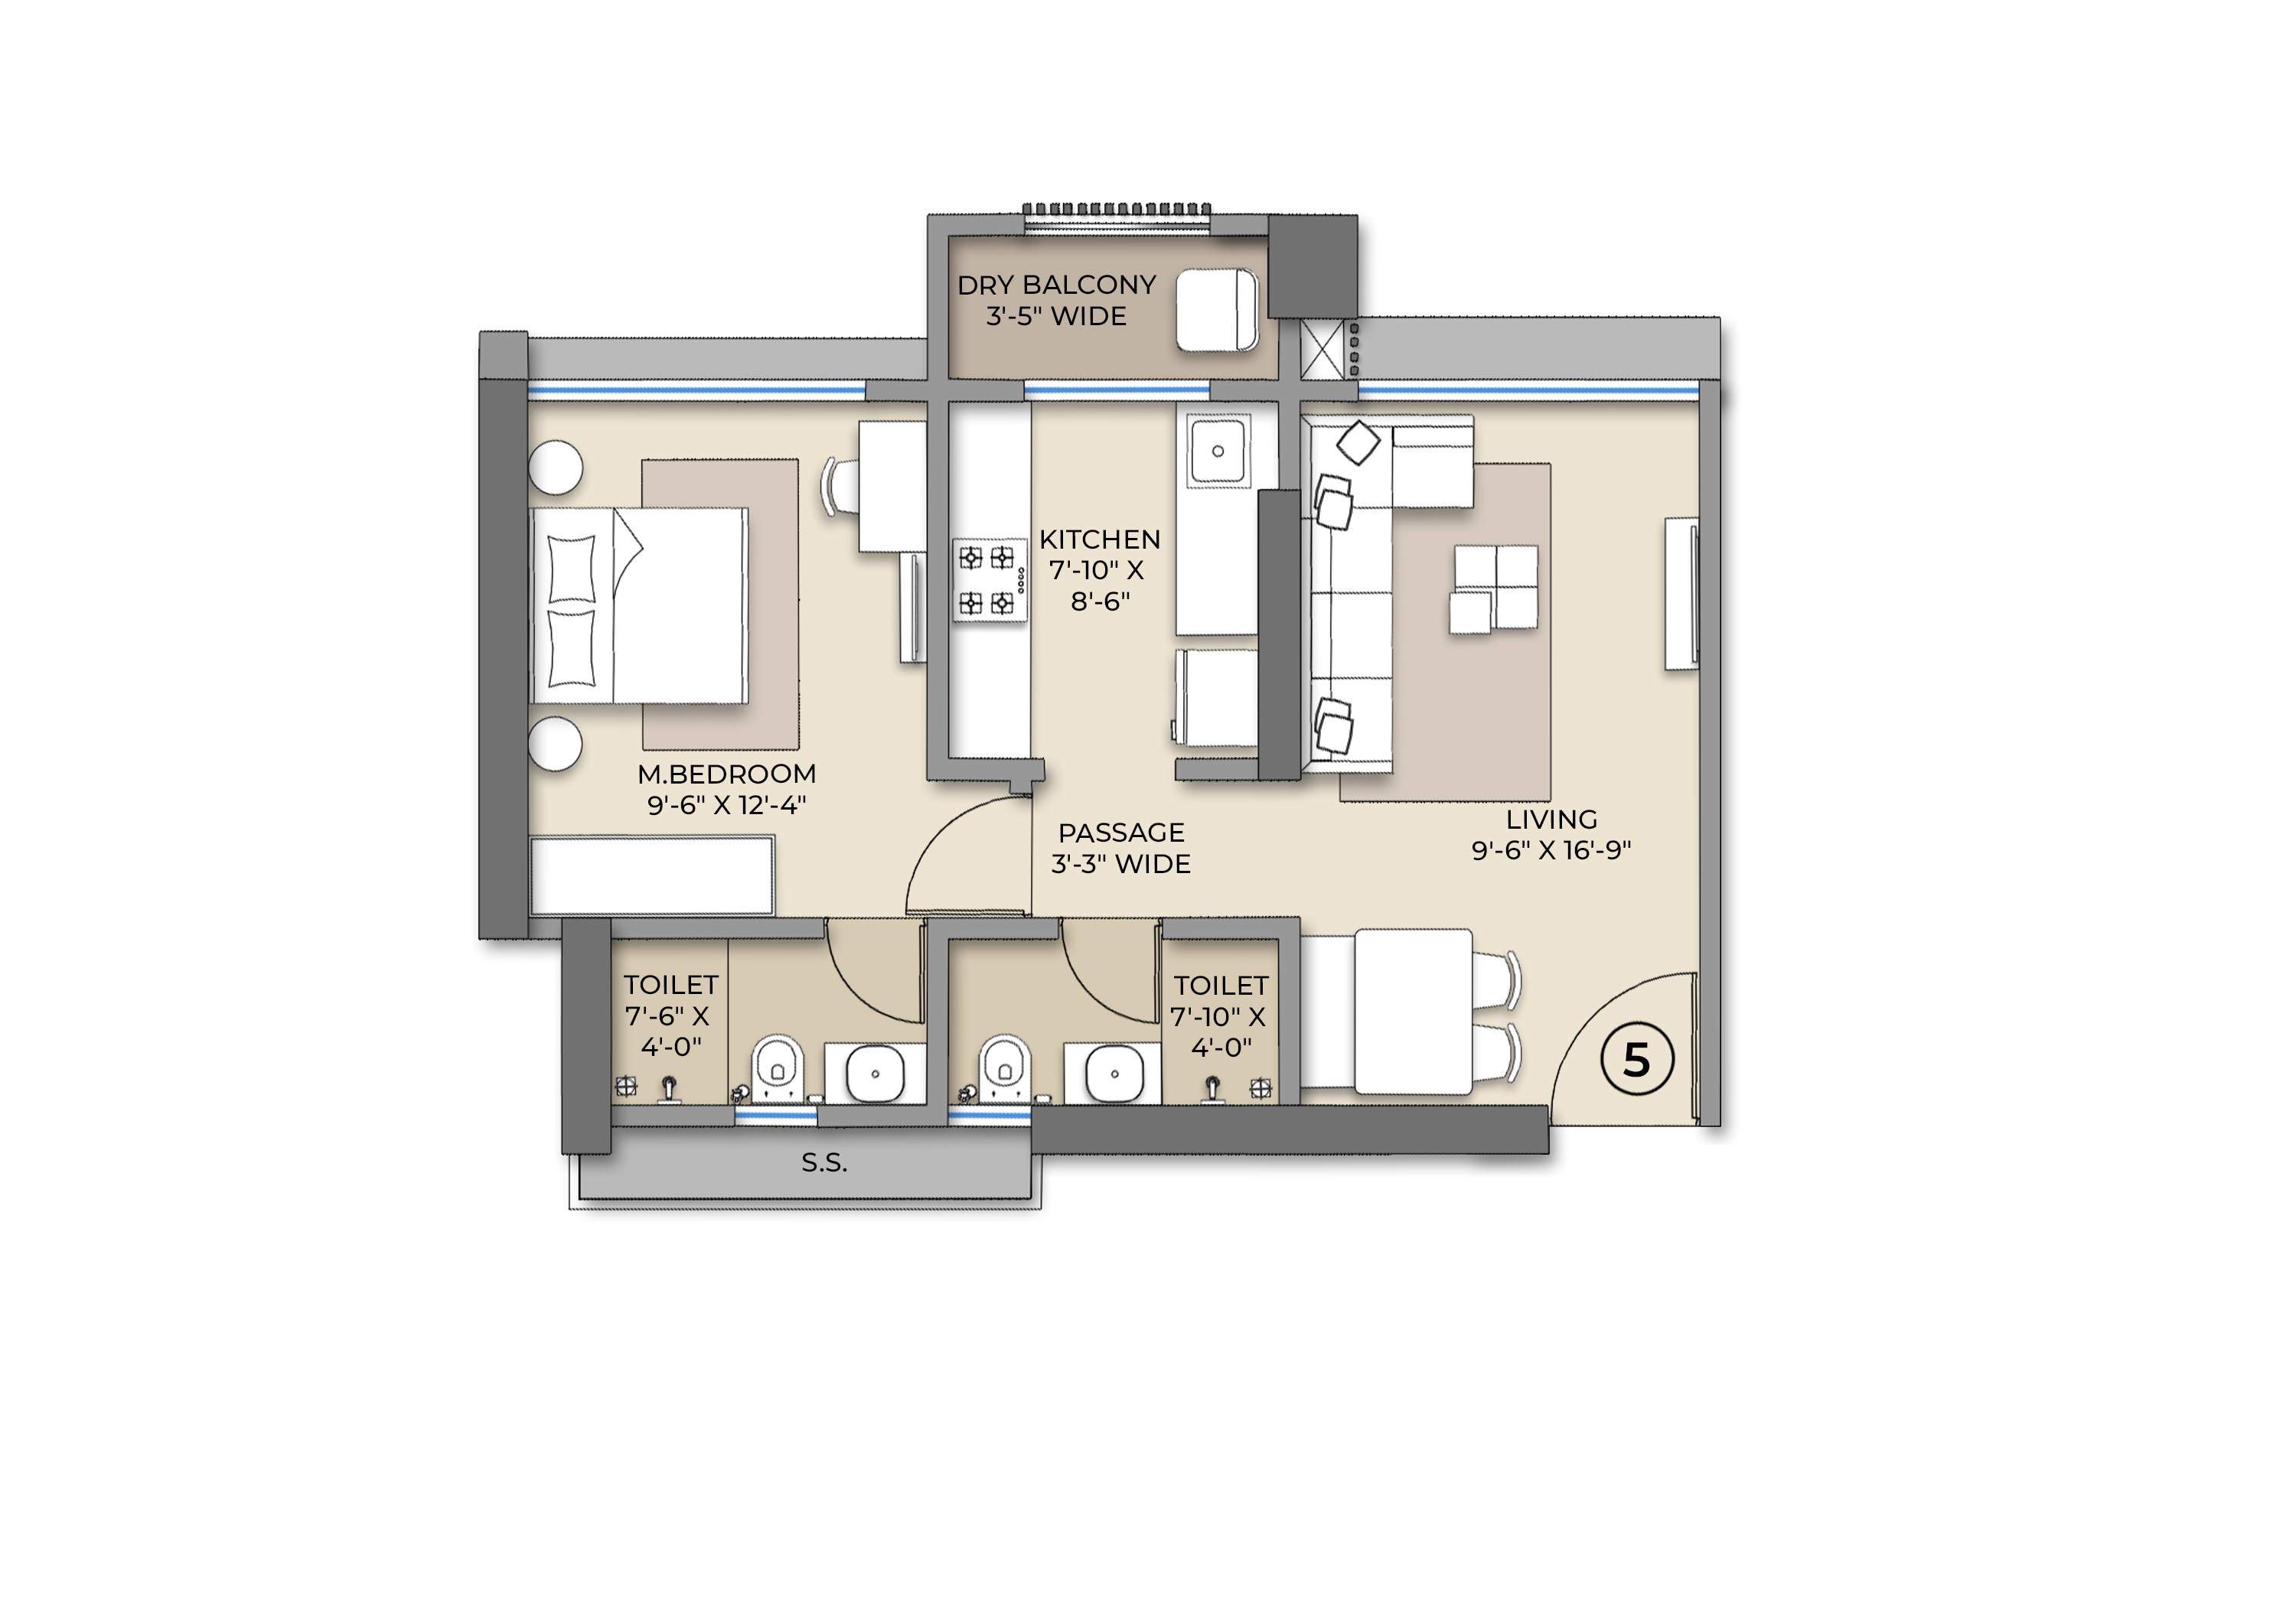 DRY BALCONY
3'-5" WIDE
KITCHEN
7'-10" X
8'-6"
M.BEDROOM
9'-6" X 12'-4"
PASSAGE
3'-3" WIDE
LIVING
9'-6" X 16'-9"
TOILET
7'-6" X
4'-0"
TOILET
7'-10" X
4'-0"
5
S.S.